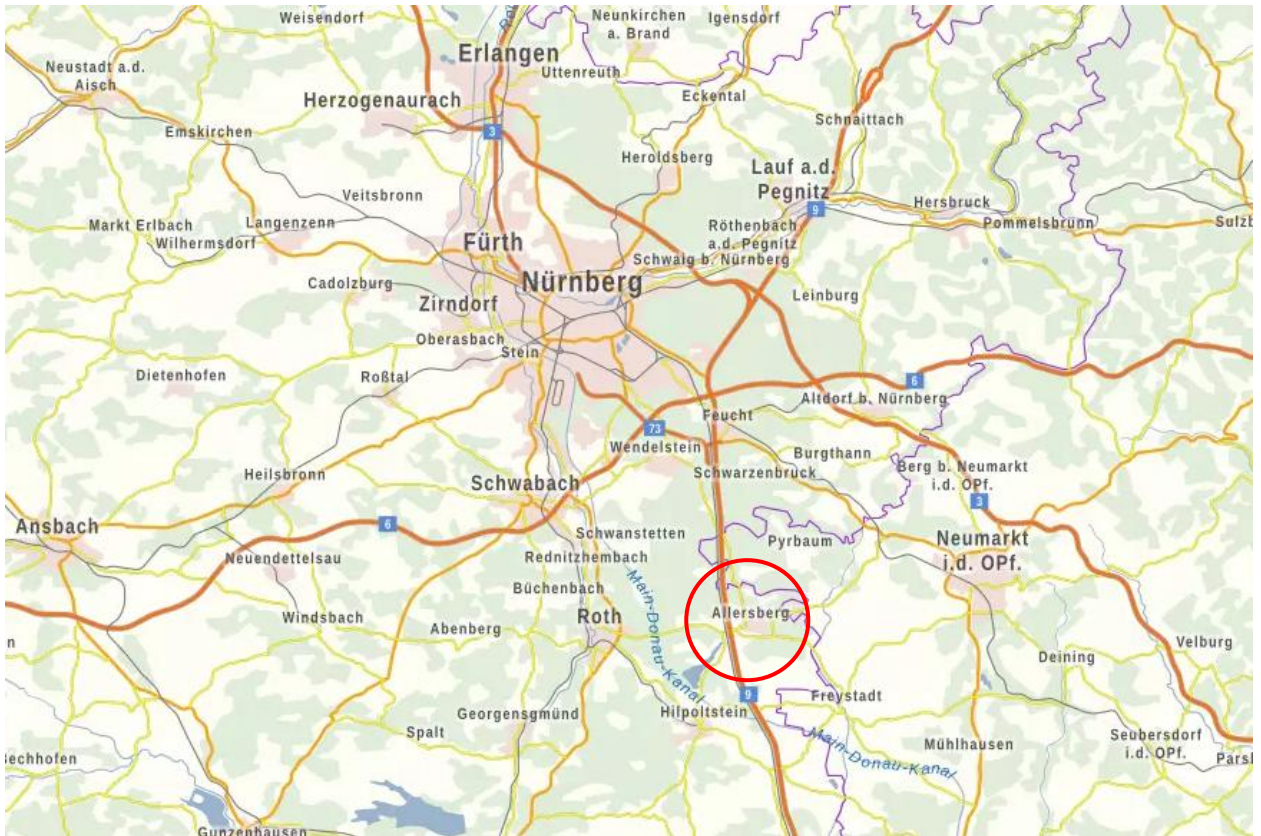 Weisendorf
Neunkirchen
a. Brand
Igensdorf
Erlangen
Uttenreuth
Neustadt a.d.
Aisch
Herzogenaurach
Eckental
Schnaittach
Emskirchen
3
Heroldsberg
Lauf a.d.
Pegnitz
9
Veitsbronn
Hersbruck
Markt Erlbach
Langenzenn
Wilhermsdorf
Röthenbach
a.d. Pegnitz
Pommelsbrunn
Sulzb
Fürth
Schwaig b. Nürnberg
Cadolzburg
Nürnberg
Zirndorf
Leinburg
Oberasbach
Stein
Dietenhofen
Roßtal
6
Altdorf b. Nürnberg
Feucht
73
Wendelstein
Burgthann
Heilsbronn
Schwarzenbruck
Berg b. Neumarkt
i.d. OPf.
Schwabach
3
Ansbach
6
Schwanstetten
Pyrbaum
Neumarkt
i.d. OPf.
Neuendettelsau
Rednitzhembach
Büchenbach
Main-Donau-Kanal
Windsbach
Abenberg
Roth
Allersberg
n
Velburg
Deining
9
Freystadt
Georgensgmünd
Hilpoltstein
Spalt
Main-Donau-Kanal
Mühlhausen
Seubersdorf
i.d. OPf.
Parsb
Bechhofen
Gunzenhausen